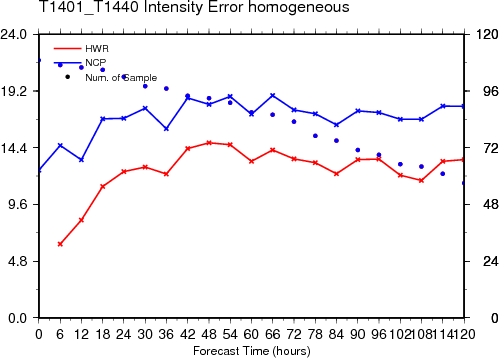 T1401_T1440 Intensity Error homogeneous
24.0
19.2
14.4
9.6
4.8
0.0
HWR
NCP
Num. of Sample
120
96
72
48
24
0
0 6 12 18 24 30 36 42 48 54 60 66 72 78 84 90 96 102 108 114 120
Forecast Time (hours)